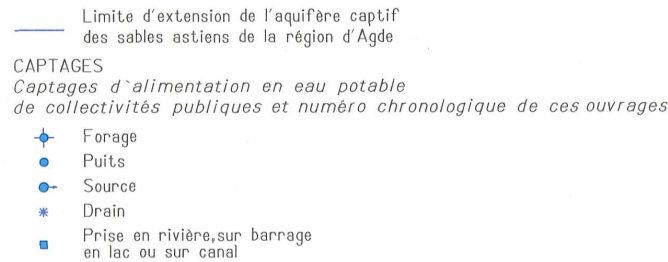 Limite d'extension de l'aquifère captif
des sables astiens de la région d'Agde
CAPTAGES
Captages d`alimentation en eau potable
de collectivités publiques et numéro chronologique de ces ouvrages
Forage
Puits
Source
Drain
Prise en rivière,sur barrage
en lac ou sur canal